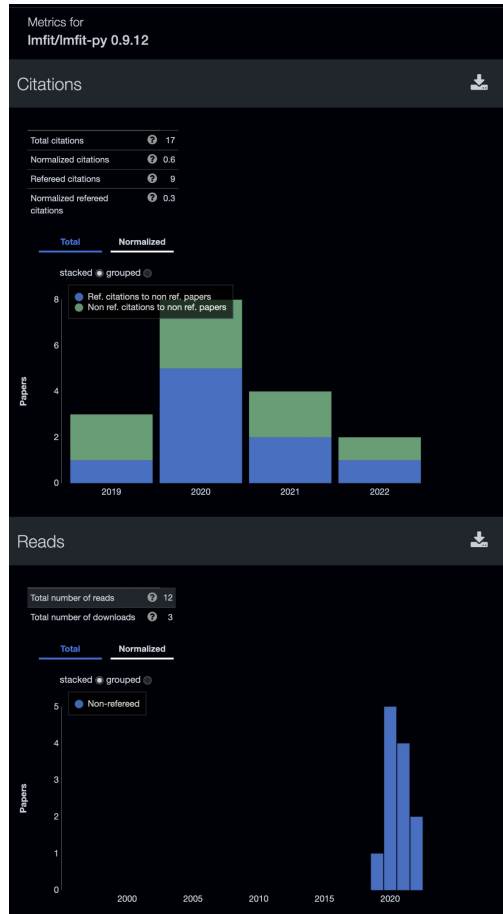 Metrics for
lmfit/lmfit-py 0.9.12
Citations
Total citations ? 17
Normalized citations ? 0.6
Refereed citations ? 9
Normalized refereed ? 0.3
citations
Total Normalized
stacked grouped
Ref. citations to non ref. papers
Non ref. citations to non ref. papers
8
6
4
2
0
Papers
2019 2020 2021 2022
Reads
Total number of reads ? 12
Total number of downloads ? 3
Total Normalized
stacked grouped
Non-refereed
5
4
3
2
1
0
Papers
2000 2005 2010 2015 2020